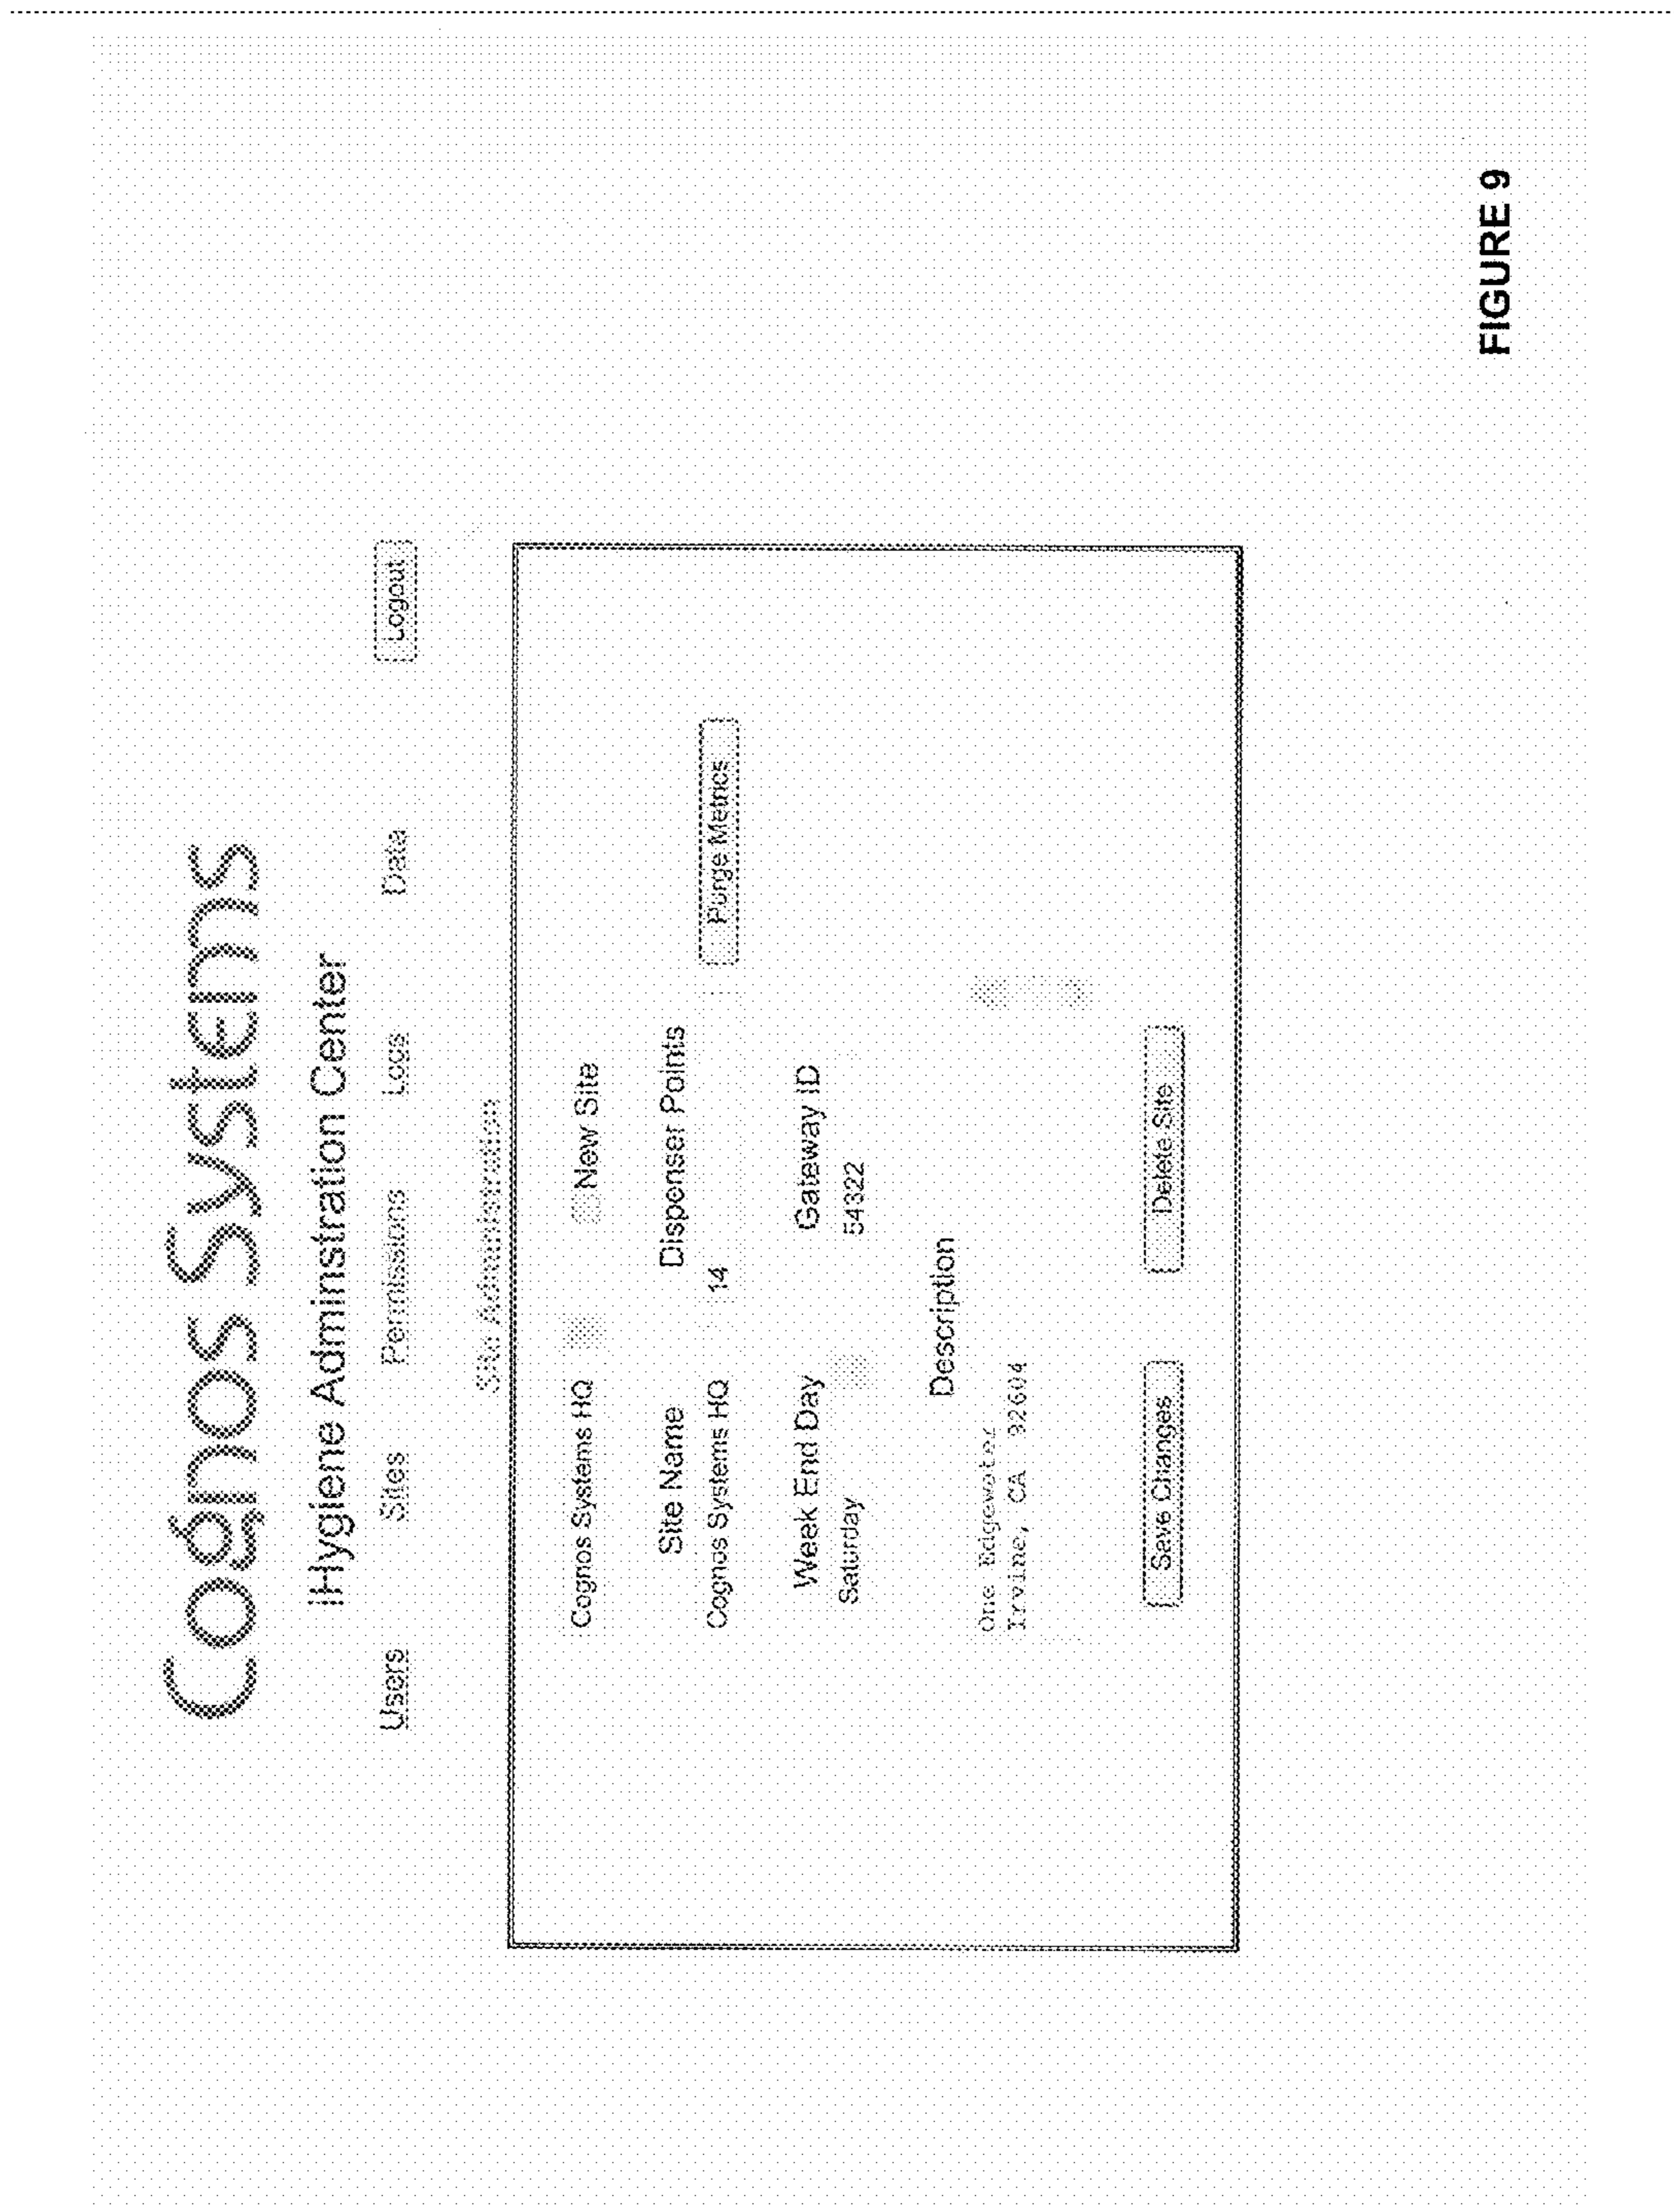 Cognos Systems
iHygiene Adminstration Center
Users Sites Permissions Logs Data Logout
Site Administration
Cognos Systems HQ New Site
Site Name Dispenser Points
Cognos Systems HQ 14 Purge Metrics
Week End Day Gateway ID
Saturday 54322
Description
One Edgewater
Irvine, CA 92604
Save Changes Delete Site
FIGURE 9